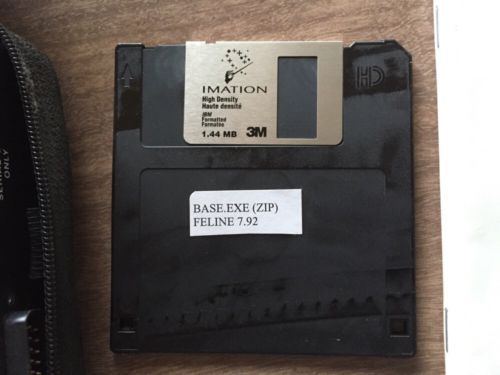 IMATION
High Density
Haute densité
IBM
Formatted
Formatée
1.44 MB 3M
HD
BASE.EXE (ZIP)
FELINE 7.92
ONLY